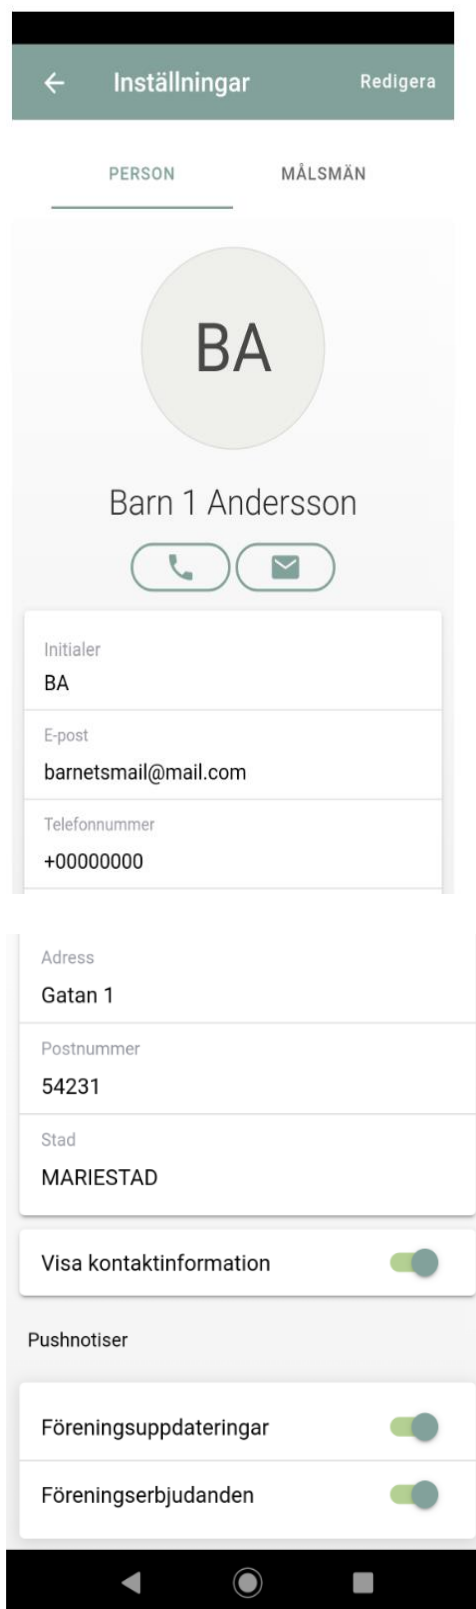 Inställningar Redigera
PERSON MÅLSMÄN
BA
Barn 1 Andersson
Initialer
BA
E-post
barnetsmail@mail.com
Telefonnummer
+00000000
Adress
Gatan 1
Postnummer
54231
Stad
MARIESTAD
Visa kontaktinformation
Pushnotiser
Föreningsuppdateringar
Föreningserbjudanden